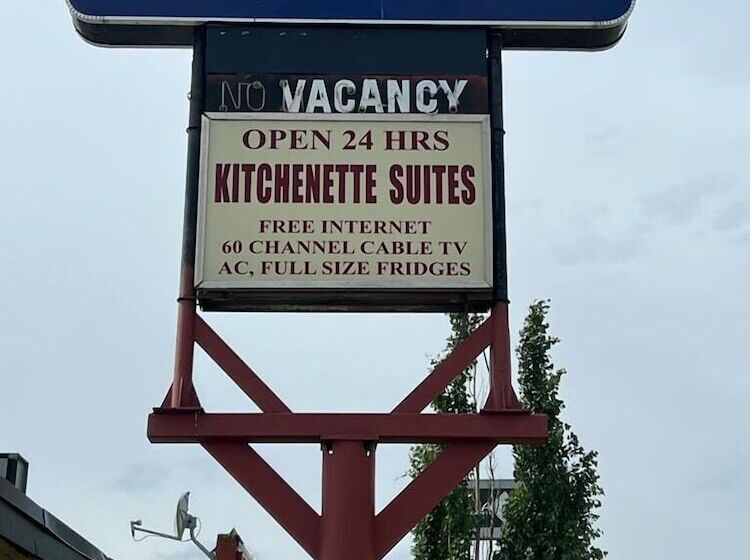 NO VACANCY
OPEN 24 HRS
KITCHENETTE SUITES
FREE INTERNET
60 CHANNEL CABLE TV
AC, FULL SIZE FRIDGES